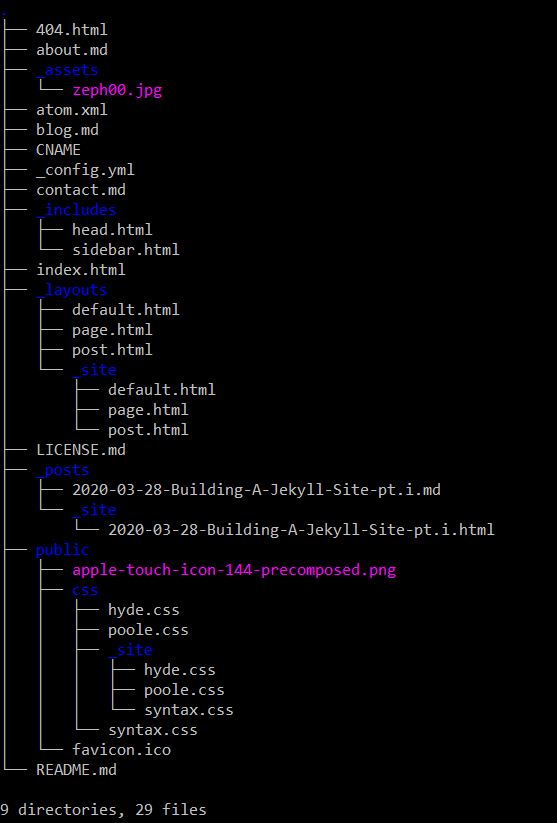 .
├── 404.html
├── about.md
├── _assets
│   └── zeph00.jpg
├── atom.xml
├── blog.md
├── CNAME
├── _config.yml
├── contact.md
├── _includes
│   ├── head.html
│   └── sidebar.html
├── index.html
├── _layouts
│   ├── default.html
│   ├── page.html
│   ├── post.html
│   └── _site
│       ├── default.html
│       ├── page.html
│       └── post.html
├── LICENSE.md
├── _posts
│   ├── 2020-03-28-Building-A-Jekyll-Site-pt.i.md
│   └── _site
│       └── 2020-03-28-Building-A-Jekyll-Site-pt.i.html
├── public
│   ├── apple-touch-icon-144-precomposed.png
│   ├── css
│   │   ├── hyde.css
│   │   ├── poole.css
│   │   ├── _site
│   │   │   ├── hyde.css
│   │   │   ├── poole.css
│   │   │   └── syntax.css
│   │   └── syntax.css
│   └── favicon.ico
└── README.md

9 directories, 29 files